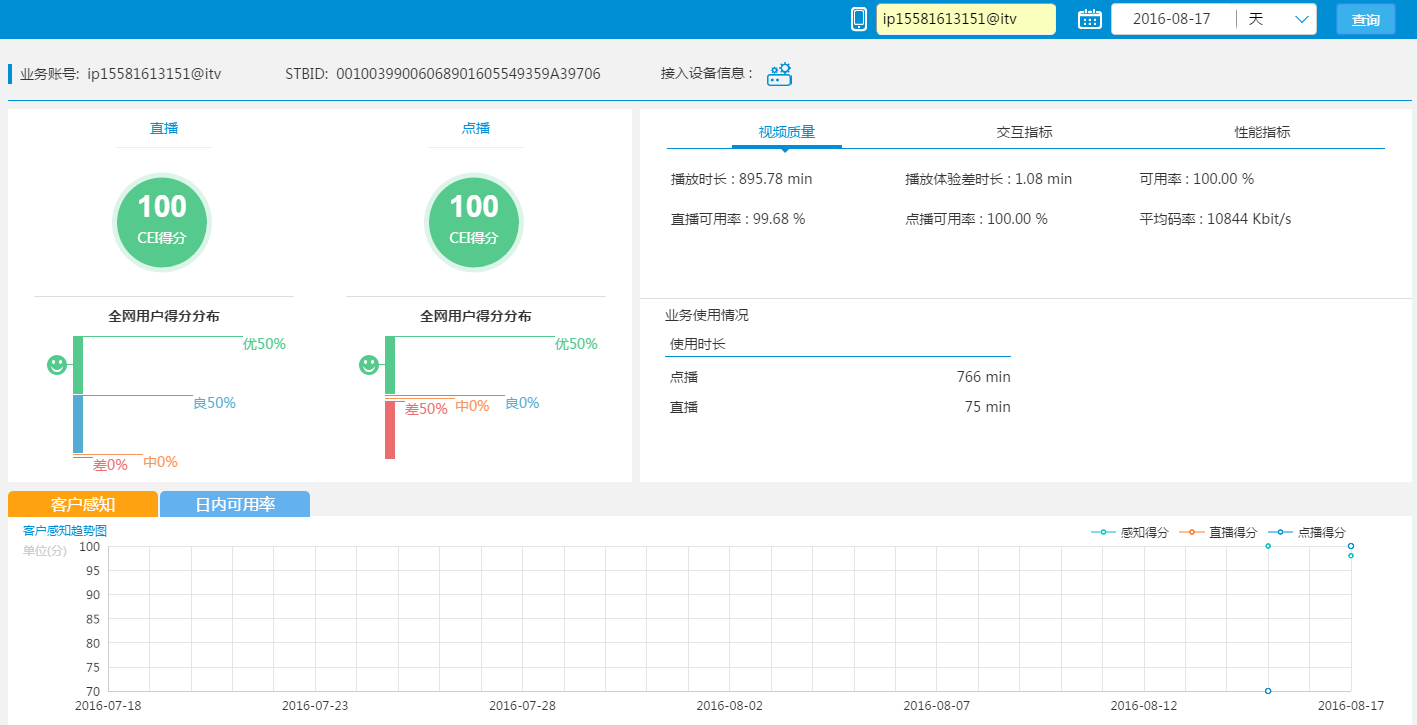 ip15581613151@itv 2016-08-17 天 查询
业务账号: ip15581613151@itv STBID: 00100399006068901605549359A39706 接入设备信息 :
直播 点播
100 100
CEI得分 CEI得分
全网用户得分分布 全网用户得分分布
优50% 优50%
良50% 差50% 中0% 良0%
差0% 中0%
视频质量 交互指标 性能指标
播放时长 : 895.78 min 播放体验差时长 : 1.08 min 可用率 : 100.00 %
直播可用率 : 99.68 % 点播可用率 : 100.00 % 平均码率 : 10844 Kbit/s
业务使用情况
使用时长
点播 766 min
直播 75 min
客户感知 日内可用率
客户感知趋势图 感知得分 直播得分 点播得分
单位(分) 100
95
90
85
80
75
70
2016-07-18 2016-07-23 2016-07-28 2016-08-02 2016-08-07 2016-08-12 2016-08-17